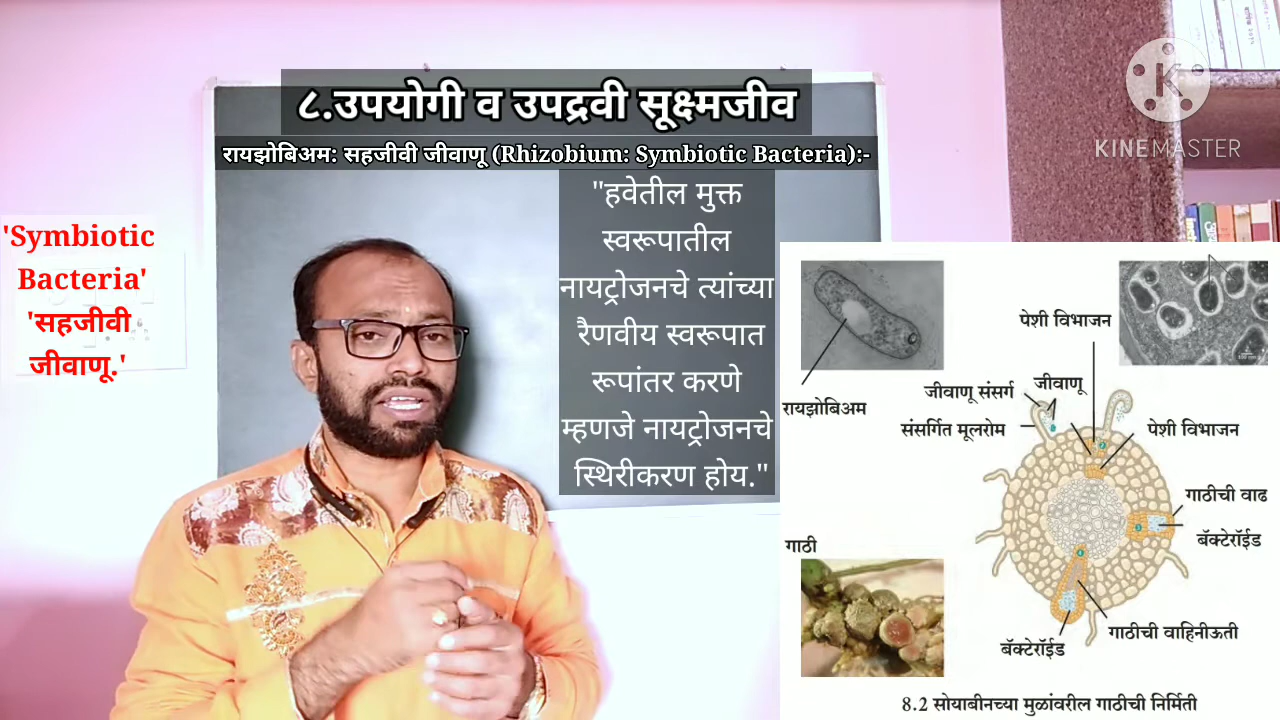 ८.उपयोगी व उपद्रवी सूक्ष्मजीव
रायझोबिअम: सहजीवी जीवाणू (Rhizobium: Symbiotic Bacteria):-
KINEMASTER
'Symbiotic
Bacteria'
'सहजीवी
जीवाणू.'
"हवेतील मुक्त
स्वरूपातील
नायट्रोजनचे त्यांच्या
रैणवीय स्वरूपात
रूपांतर करणे
म्हणजे नायट्रोजनचे
स्थिरीकरण होय."
पेशी विभाजन
रायझोबिअम
जीवाणू संसर्ग
जीवाणू
संसर्गित मूलरोम
पेशी विभाजन
गाठीची वाढ
बॅक्टेरॉईड
गाठी
गाठीची वाहिनीऊती
बॅक्टेरॉईड
8.2 सोयाबीनच्या मुळांवरील गाठीची निर्मिती